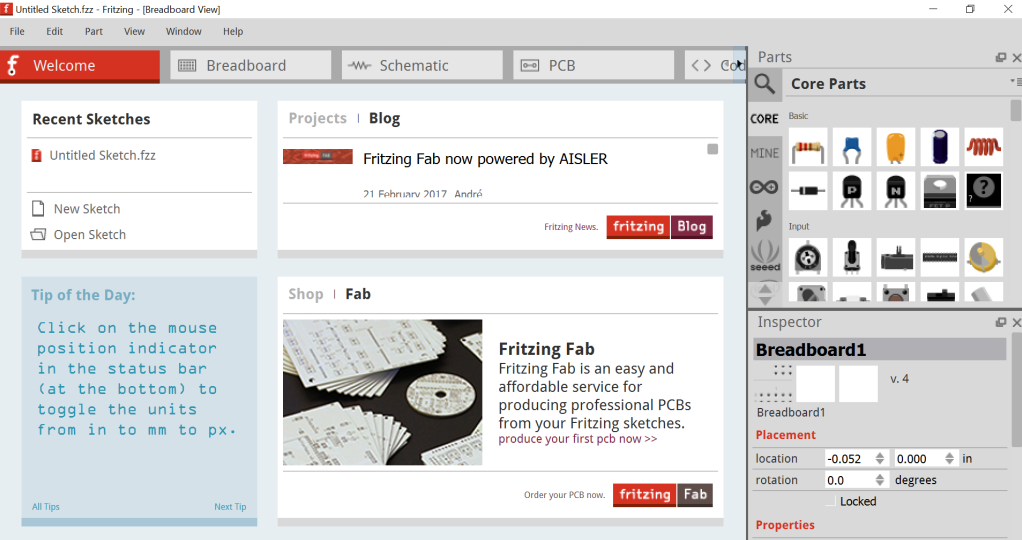 Untitled Sketch.fzz - Fritzing - [Breadboard View]
File Edit Part View Window Help
Welcome
Breadboard
Schematic
PCB
Recent Sketches
Untitled Sketch.fzz
New Sketch
Open Sketch
Projects | Blog
Fritzing Fab now powered by AISLER
21 February 2017 André
Fritzing News.
fritzing Blog
Tip of the Day:
Click on the mouse
position indicator
in the status bar
(at the bottom) to
toggle the units
from in to mm to px.
All Tips
Next Tip
Shop | Fab
Fritzing Fab
Fritzing Fab is an easy and
affordable service for
producing professional PCBs
from your Fritzing sketches.
produce your first pcb now >>
Order your PCB now.
fritzing Fab
Parts
Core Parts
CORE
MINE
seeed
Basic
P
N
?
Input
Inspector
Breadboard1
v. 4
Breadboard1
Placement
location -0.052 0.000 in
rotation 0.0 degrees
Locked
Properties